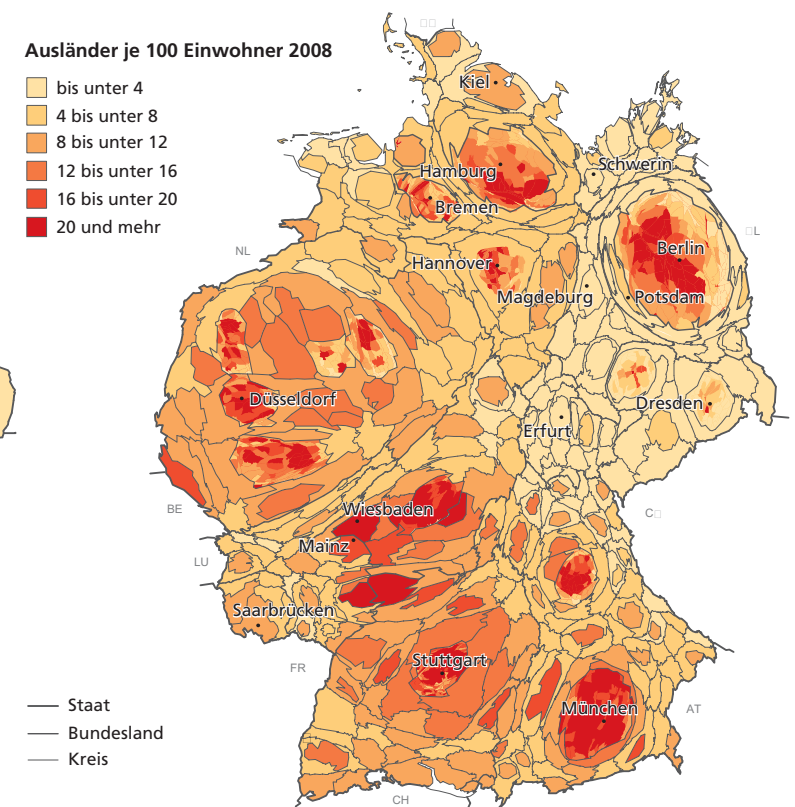 Ausländer je 100 Einwohner 2008
bis unter 4
4 bis unter 8
8 bis unter 12
12 bis unter 16
16 bis unter 20
20 und mehr
Kiel
Schwerin
Hamburg
Bremen
NL
L
Berlin
Hannover
Magdeburg
Potsdam
Düsseldorf
Dresden
Erfurt
BE
Wiesbaden
C
Mainz
LU
Saarbrücken
FR
Stuttgart
München
AT
Staat
Bundesland
Kreis
CH